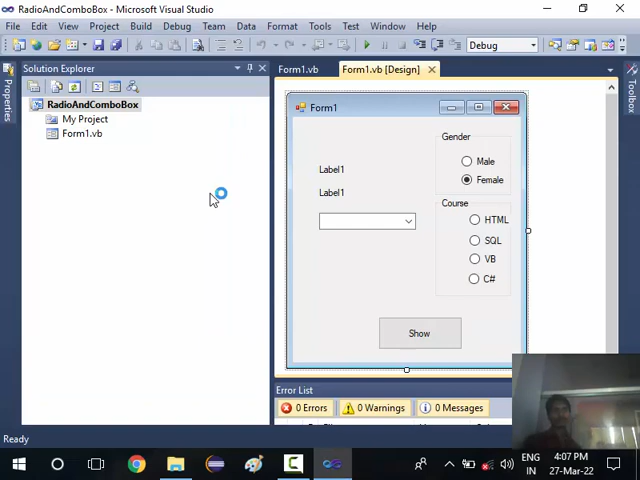 RadioAndComboBox - Microsoft Visual Studio
File Edit View Project Build Debug Team Data Format Tools Test Window Help
Debug
Solution Explorer
Form1.vb Form1.vb [Design]
Properties
Toolbox
RadioAndComboBox
My Project
Form1.vb
Form1
Gender
Label1
Male
Label1
Female
Course
HTML
SQL
VB
C#
Show
Error List
0 Errors 0 Warnings 0 Messages
Ready
ENG 4:07 PM
IN 27-Mar-22